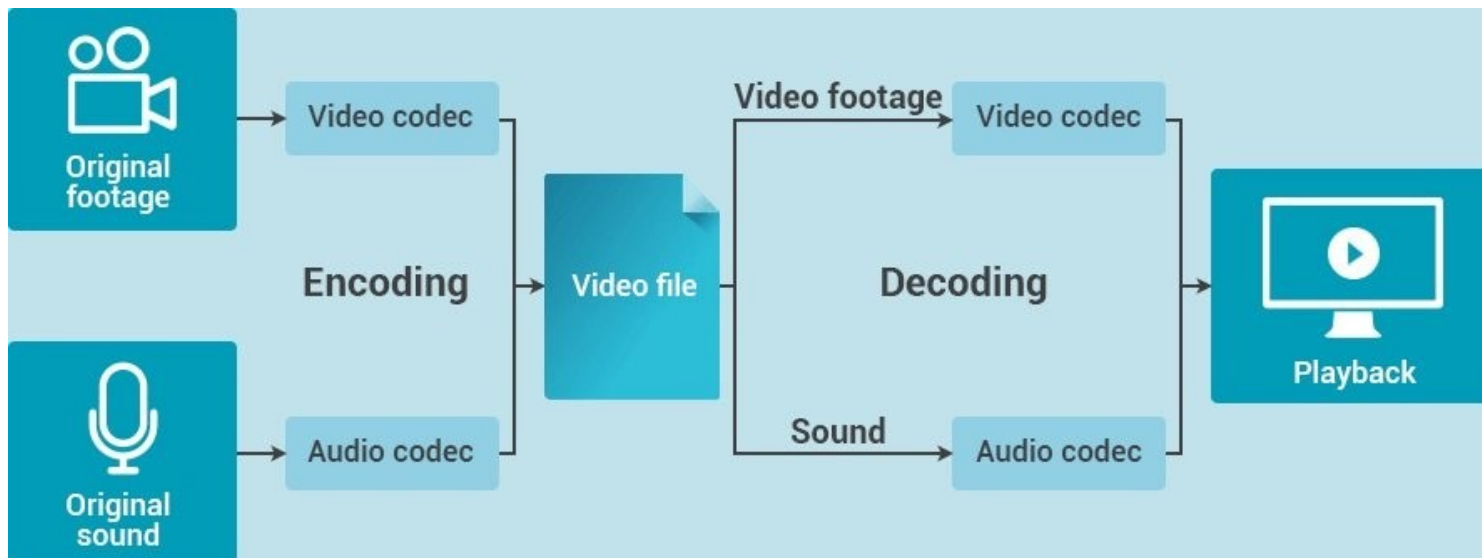 Original
footage
Video codec
Encoding
Original
sound
Audio codec
Video file
Video footage
Video codec
Decoding
Sound
Audio codec
Playback